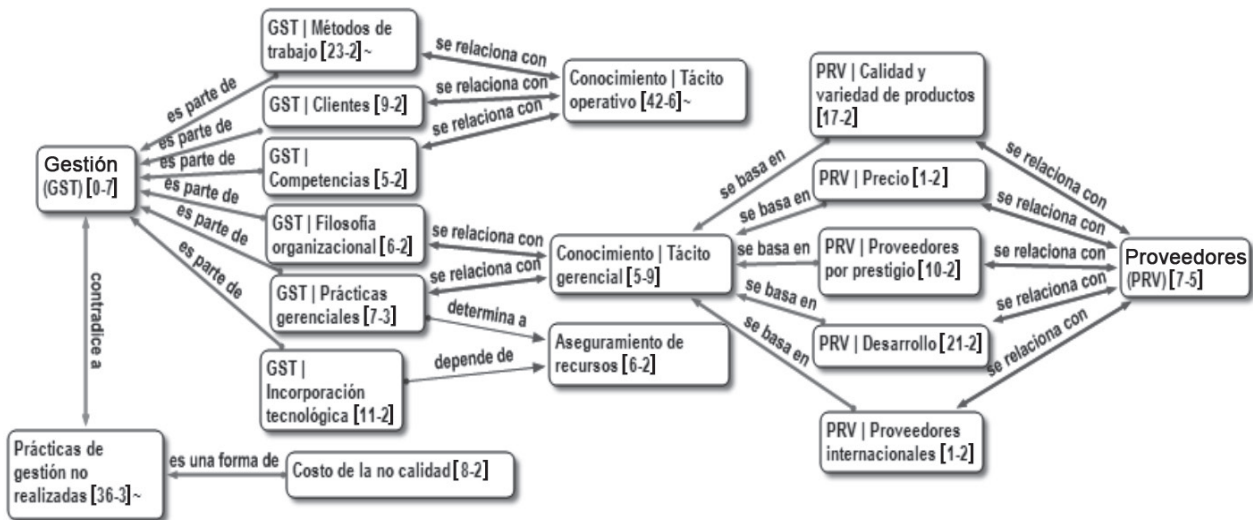 GST | Métodos de
trabajo [23-2]~
GST | Clientes [9-2]
GST |
Competencias [5-2]
GST | Filosofía
organizacional [6-2]
GST | Prácticas
gerenciales [7-3]
GST |
Incorporación
tecnológica [11-2]
Gestión
(GST) [0-7]
es parte de
es parte de
es parte de
es parte de
es parte de
es parte de
contradice a
Prácticas de
gestión no
realizadas [36-3]~
es una forma de
Costo de la no calidad [8-2]
se relaciona con
se relaciona con
se relaciona con
Conocimiento | Tácito
operativo [42-6]~
se relaciona con
se relaciona con
Conocimiento | Tácito
gerencial [5-9]
determina a
depende de
Aseguramiento de
recursos [6-2]
se basa en
se basa en
se basa en
se basa en
se basa en
PRV | Calidad y
variedad de productos
[17-2]
PRV | Precio [1-2]
PRV | Proveedores
por prestigio [10-2]
PRV | Desarrollo [21-2]
PRV | Proveedores
internacionales [1-2]
se relaciona con
se relaciona con
se relaciona con
se relaciona con
se relaciona con
Proveedores
(PRV) [7-5]